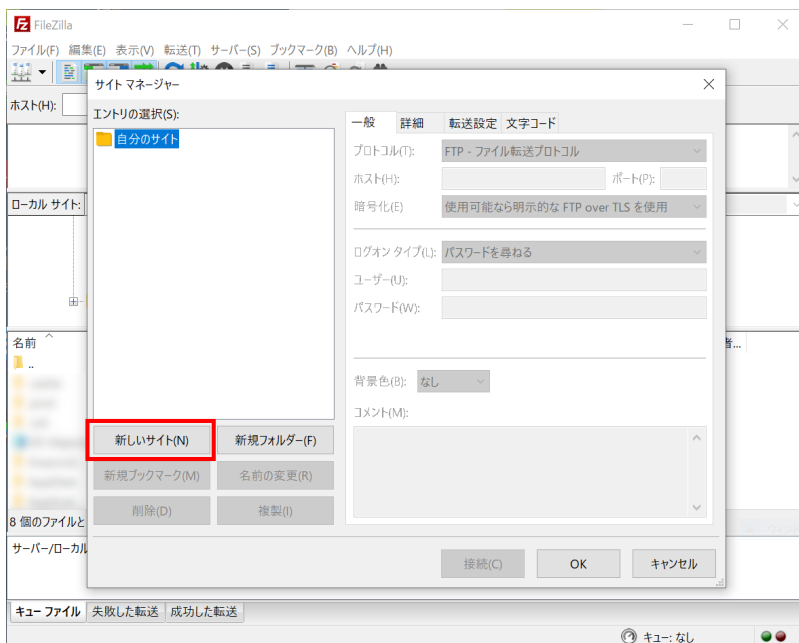 FileZilla
ファイル(F) 編集(E) 表示(V) 転送(T) サーバー(S) ブックマーク(B) ヘルプ(H)
ホスト(H):
サイト マネージャー
エントリの選択(S):
自分のサイト
一般 詳細 転送設定 文字コード
プロトコル(T): FTP - ファイル転送プロトコル
ホスト(H): ポート(P):
暗号化(E) 使用可能なら明示的な FTP over TLS を使用
ログオン タイプ(L): パスワードを尋ねる
ユーザー(U):
パスワード(W):
背景色(B): なし
コメント(M):
新しいサイト(N) 新規フォルダー(F)
新規ブックマーク(M) 名前の変更(R)
削除(D) 複製(I)
接続(C) OK キャンセル
ローカル サイト:
名前
者...
..
8 個のファイルと
サーバー/ローカル
キュー ファイル 失敗した転送 成功した転送
キュー: なし